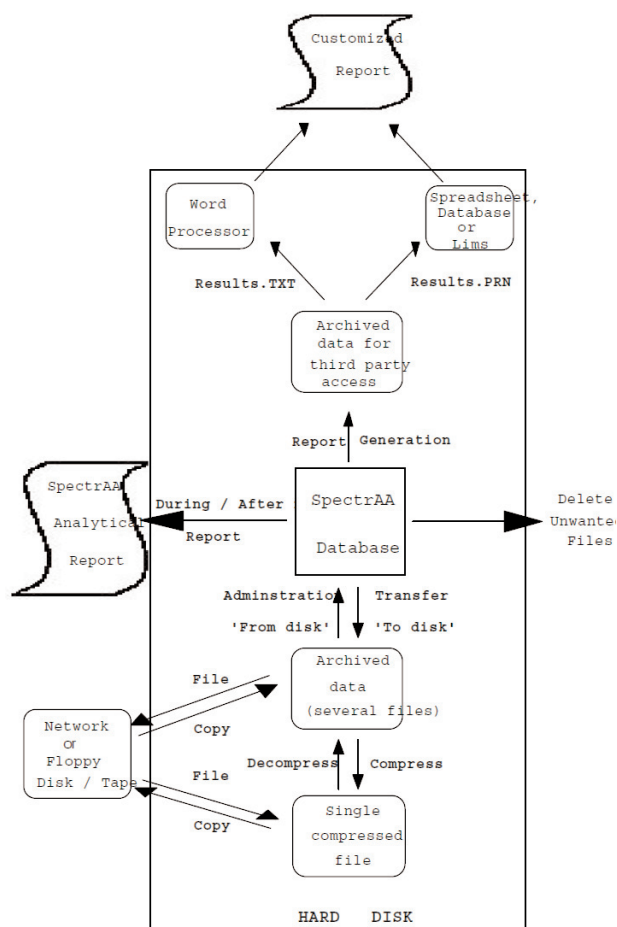 Customized
Report
Word
Processor
Spreadsheet,
Database
or
Lims
Results.TXT
Results.PRN
Archived
data for
third party
access
Report Generation
SpectrAA
Analytical
Report
During / After
Report
SpectrAA
Database
Delete
Unwanted
Files
Adminstration Transfer
'From disk' 'To disk'
Archived
data
(several files)
File
Copy
Network
or
Floppy
Disk / Tape
File
Copy
Decompress Compress
Single
compressed
file
HARD DISK